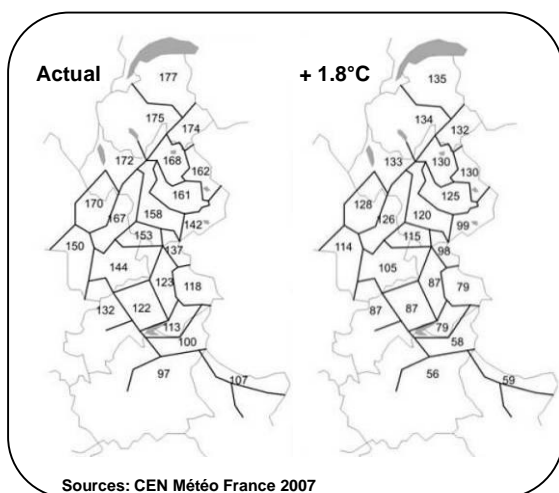 Actual + 1.8°C
177 135
175 134
174 132
172 168 133 130
162 130
170 161 128 125
167 158 126 120
142 99
150 153 114 115
137 98
144 105
123 118 87 79
132 122 87 87
113 79
100 58
97 107 56 59
Sources: CEN Météo France 2007